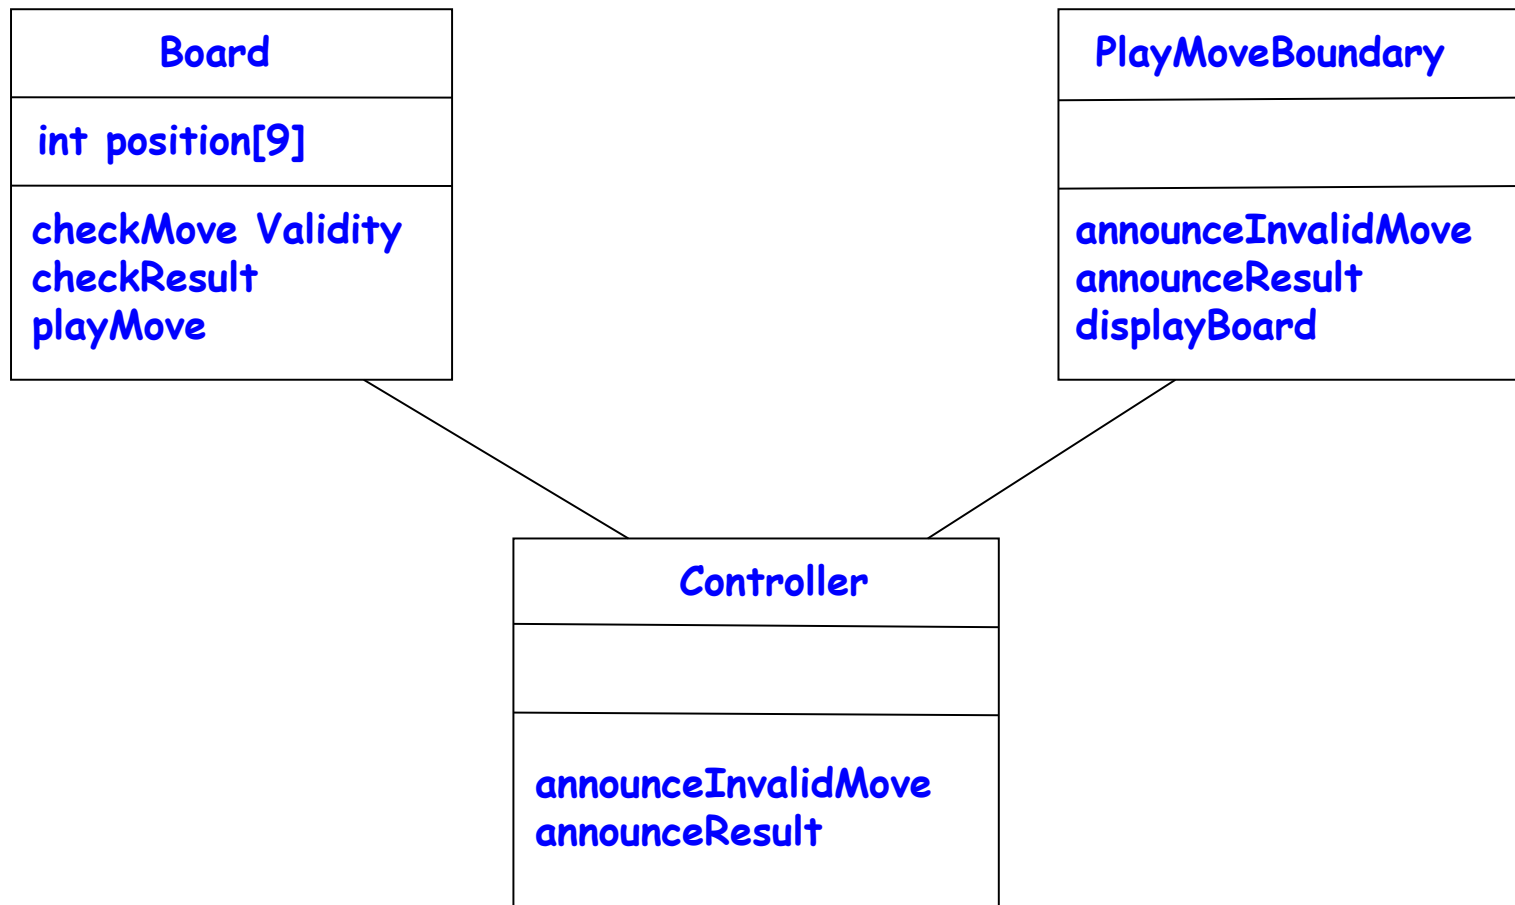 Board
int position[9]
checkMove Validity
checkResult
playMove
PlayMoveBoundary
announceInvalidMove
announceResult
displayBoard
Controller
announceInvalidMove
announceResult